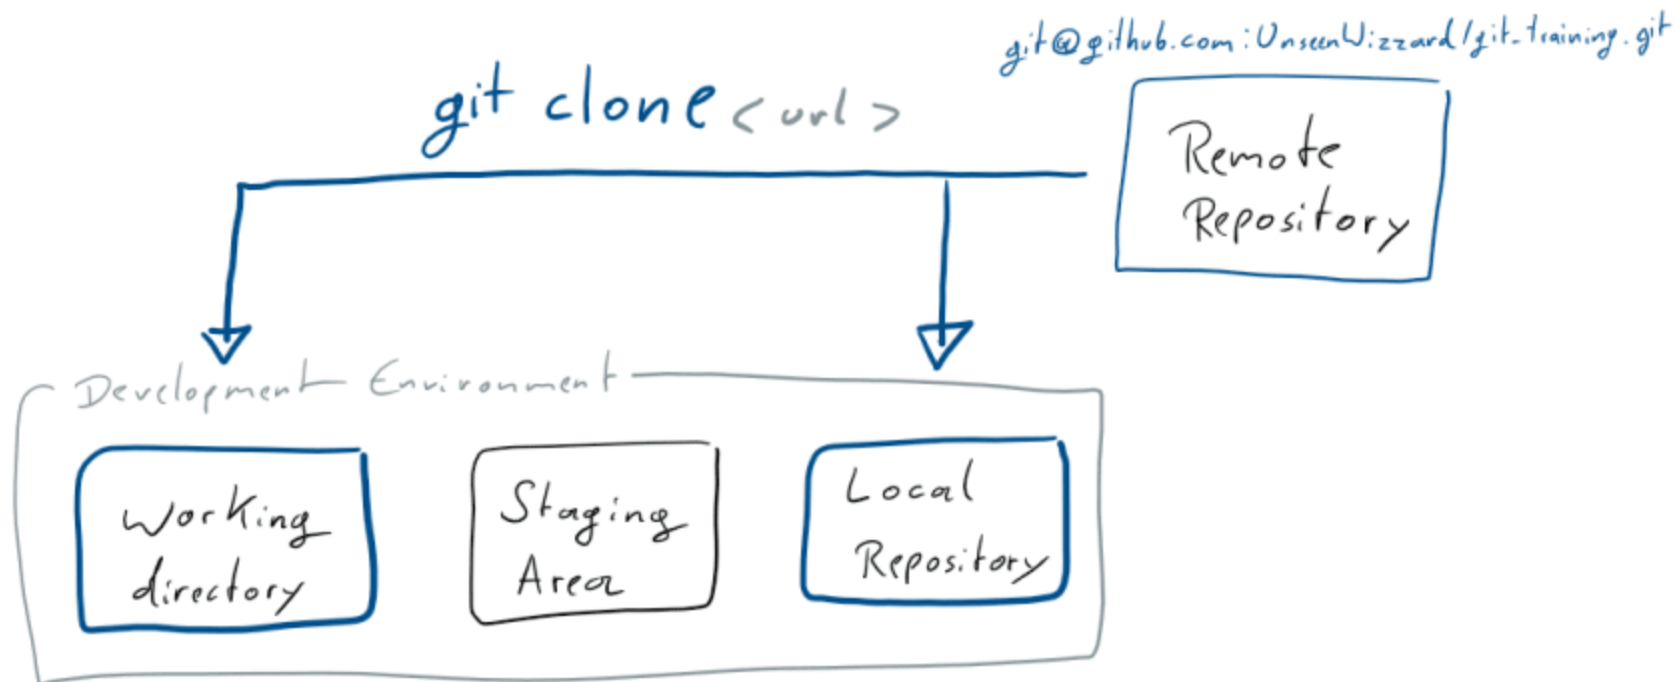 git@github.com:UnseenWizzard/git_training.git
git clone <url>
Remote
Repository
Development Environment
Working
directory
Staging
Area
Local
Repository